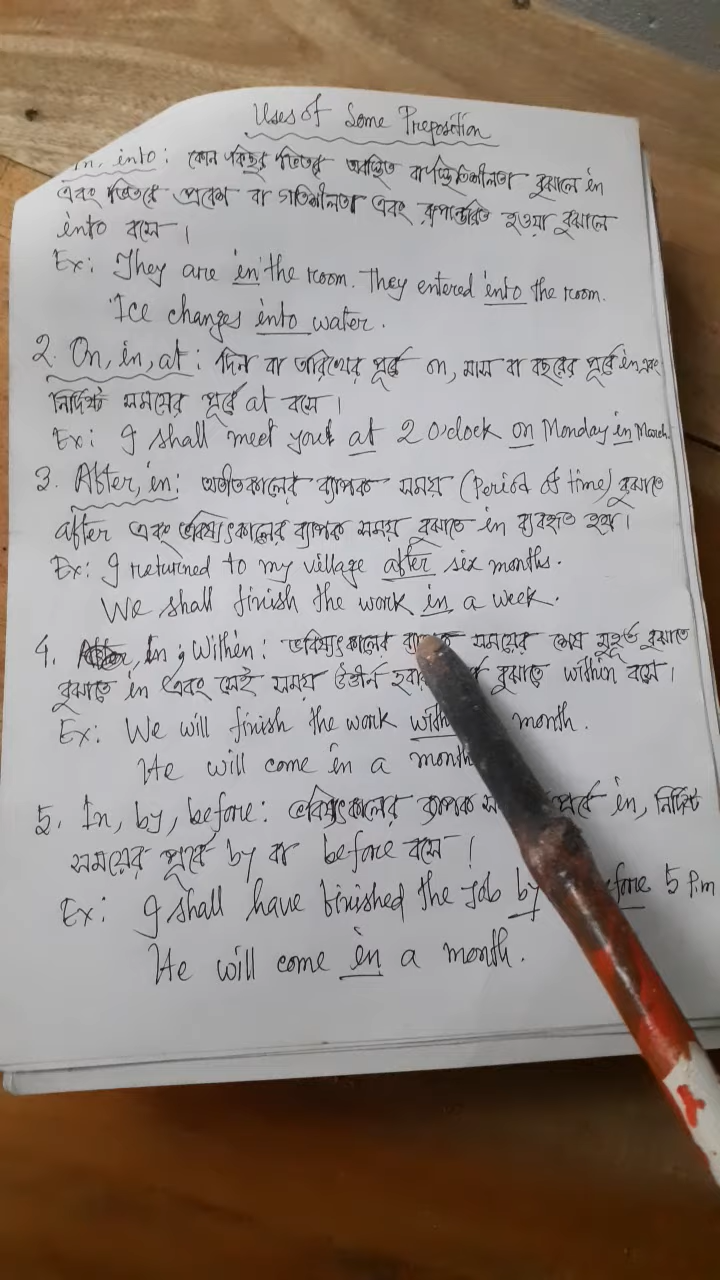 Uses of Some Preposition
in, into: কোন কিছুর ভিতর অবস্থিত বা স্থিতিশীলতা বুঝালে in
এবং ভিতরে প্রবেশ বা গতিশীলতা এবং রূপান্তরিত হওয়া বুঝালে
into বসে।
Ex: They are in the room. They entered into the room.
Ice changes into water.
2. On, in, at: দিন বা তারিখের পূর্বে on, মাস বা বছরের পূর্বে in এবং
নির্দিষ্ট সময়ের পূর্বে at বসে।
Ex: I shall meet you at 2 O'clock on Monday in March
3. After, in: অতীতকালের ব্যাপক সময় (Period of time) বুঝাতে
after এবং ভবিষ্যৎকালের ব্যাপক সময় বুঝাতে in ব্যবহৃত হয়।
Ex: I returned to my village after six months.
We shall finish the work in a week.
4. In, Within: ভবিষ্যৎকালের সময়ের শেষ মুহূর্ত বুঝাতে
বুঝাতে in এবং সেই সময় উত্তীর্ন বুঝাতে within বসে।
Ex: We will finish the work month.
He will come in a month
5. In, by, before: ভবিষ্যৎকালের ব্যাপক পূর্বে in, নির্দিষ্ট
সময়ের পূর্বে by বা before বসে।
Ex: I shall have finished the job by 5 P.m
He will come in a month.